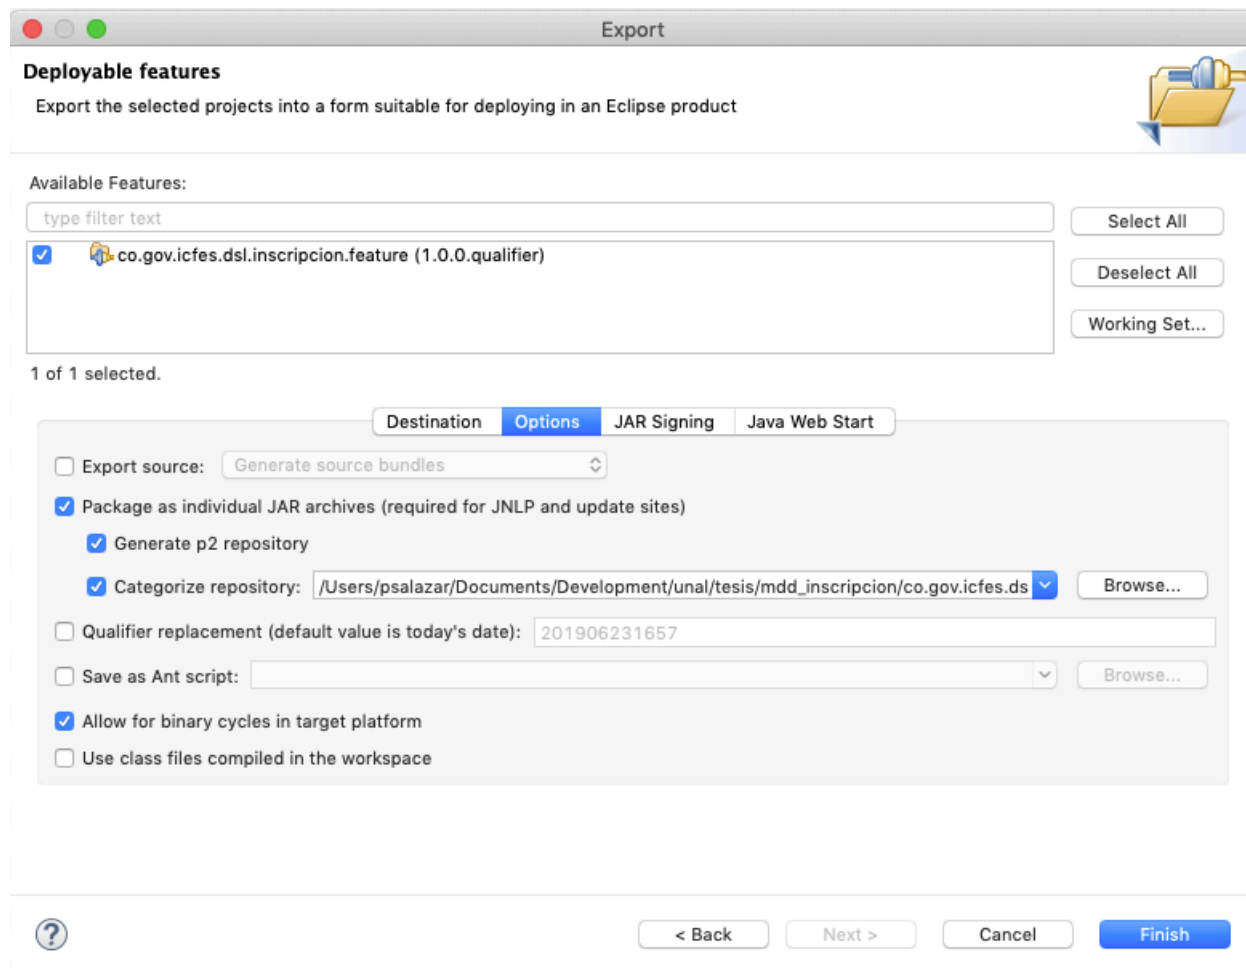 Export
Deployable features
Export the selected projects into a form suitable for deploying in an Eclipse product
Available Features:
type filter text
Select All
co.gov.icfes.dsl.inscripcion.feature (1.0.0.qualifier)
Deselect All
Working Set...
1 of 1 selected.
Destination Options JAR Signing Java Web Start
Export source: Generate source bundles
Package as individual JAR archives (required for JNLP and update sites)
Generate p2 repository
Categorize repository: /Users/psalazar/Documents/Development/unal/tesis/mdd_inscripcion/co.gov.icfes.ds Browse...
Qualifier replacement (default value is today's date): 201906231657
Save as Ant script: Browse...
Allow for binary cycles in target platform
Use class files compiled in the workspace
? < Back Next > Cancel Finish